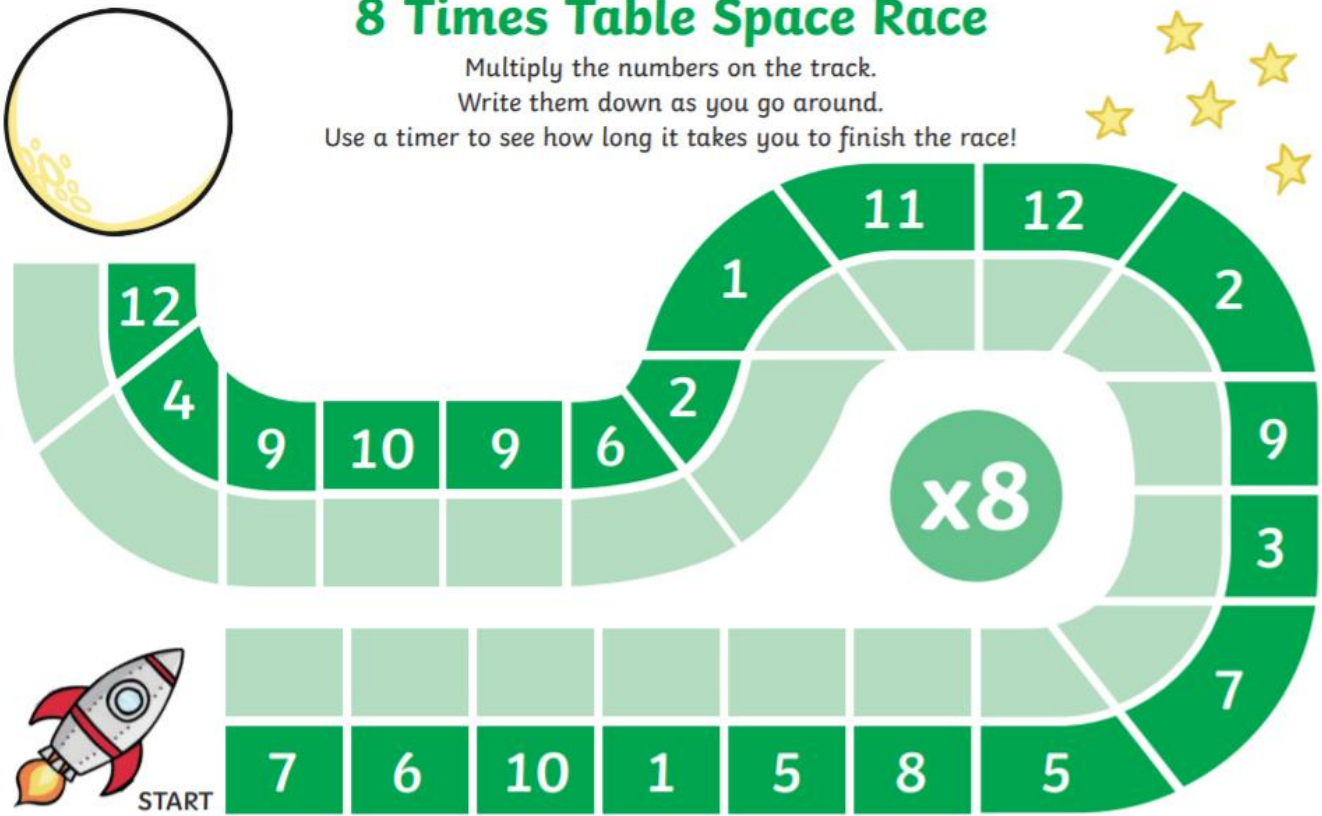 8 Times Table Space Race
Multiply the numbers on the track.
Write them down as you go around.
Use a timer to see how long it takes you to finish the race!
11 12
1 2
12
4 2
9 10 9 6
9
x8
3
7
START 7 6 10 1 5 8 5